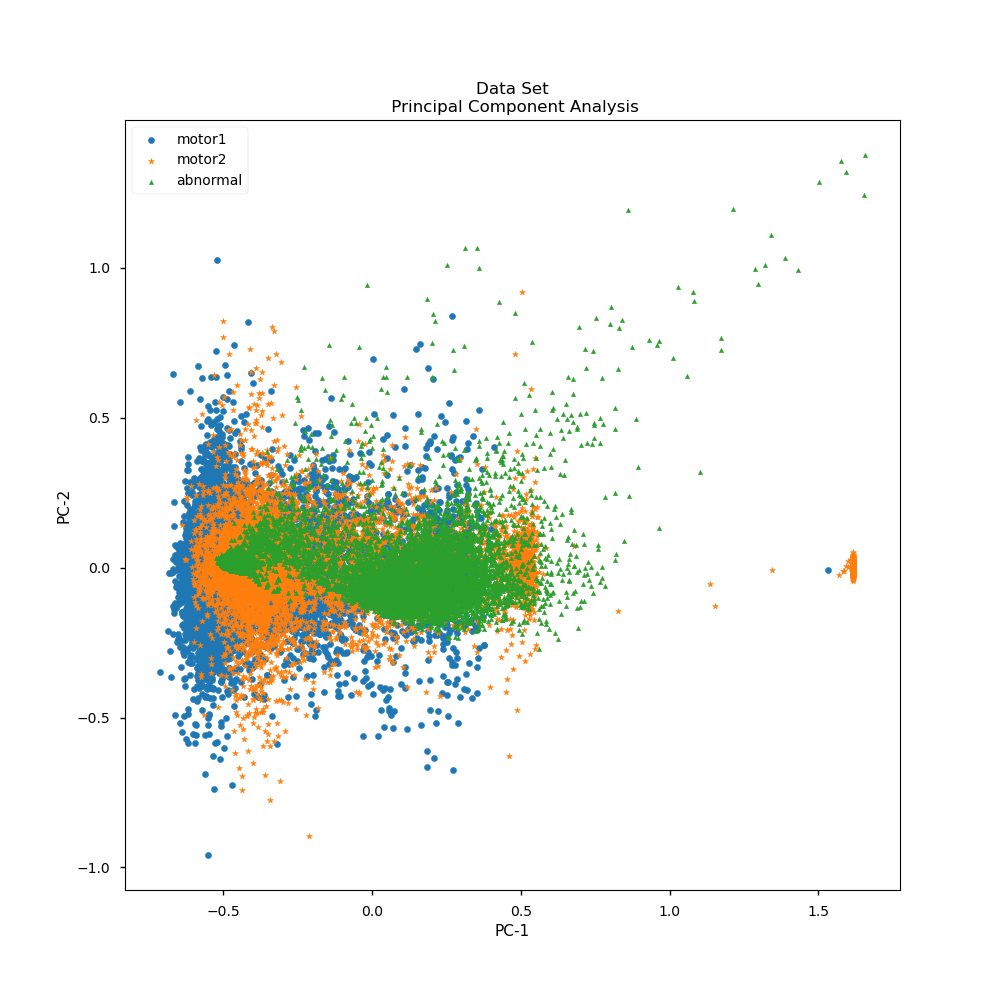 Data Set
Principal Component Analysis
motor1
motor2
abnormal
1.0
0.5
0.0
−0.5
−1.0
PC-2
−0.5
0.0
0.5
1.0
1.5
PC-1